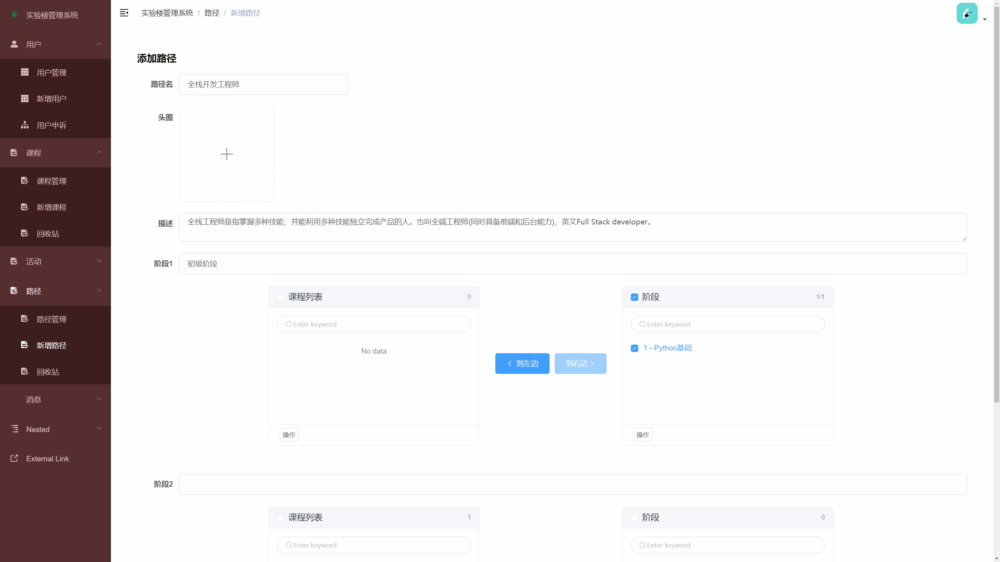 实验楼管理系统
用户
用户管理
新增用户
用户申诉
课程
课程管理
新增课程
回收站
活动
路径
路径管理
新增路径
回收站
消息
Nested
External Link
实验楼管理系统 / 路径 / 新增路径
添加路径
路径名 全栈开发工程师
头图
描述 全栈工程师是指掌握多种技能，并能利用多种技能独立完成产品的人。也叫全端工程师(同时具备前端和后台能力)，英文Full Stack developer。
阶段1 初级阶段
课程列表 0
Enter keyword
No data
操作
到左边 到右边
阶段 1/1
Enter keyword
1 - Python基础
操作
阶段2
课程列表 1
Enter keyword
阶段 0
Enter keyword